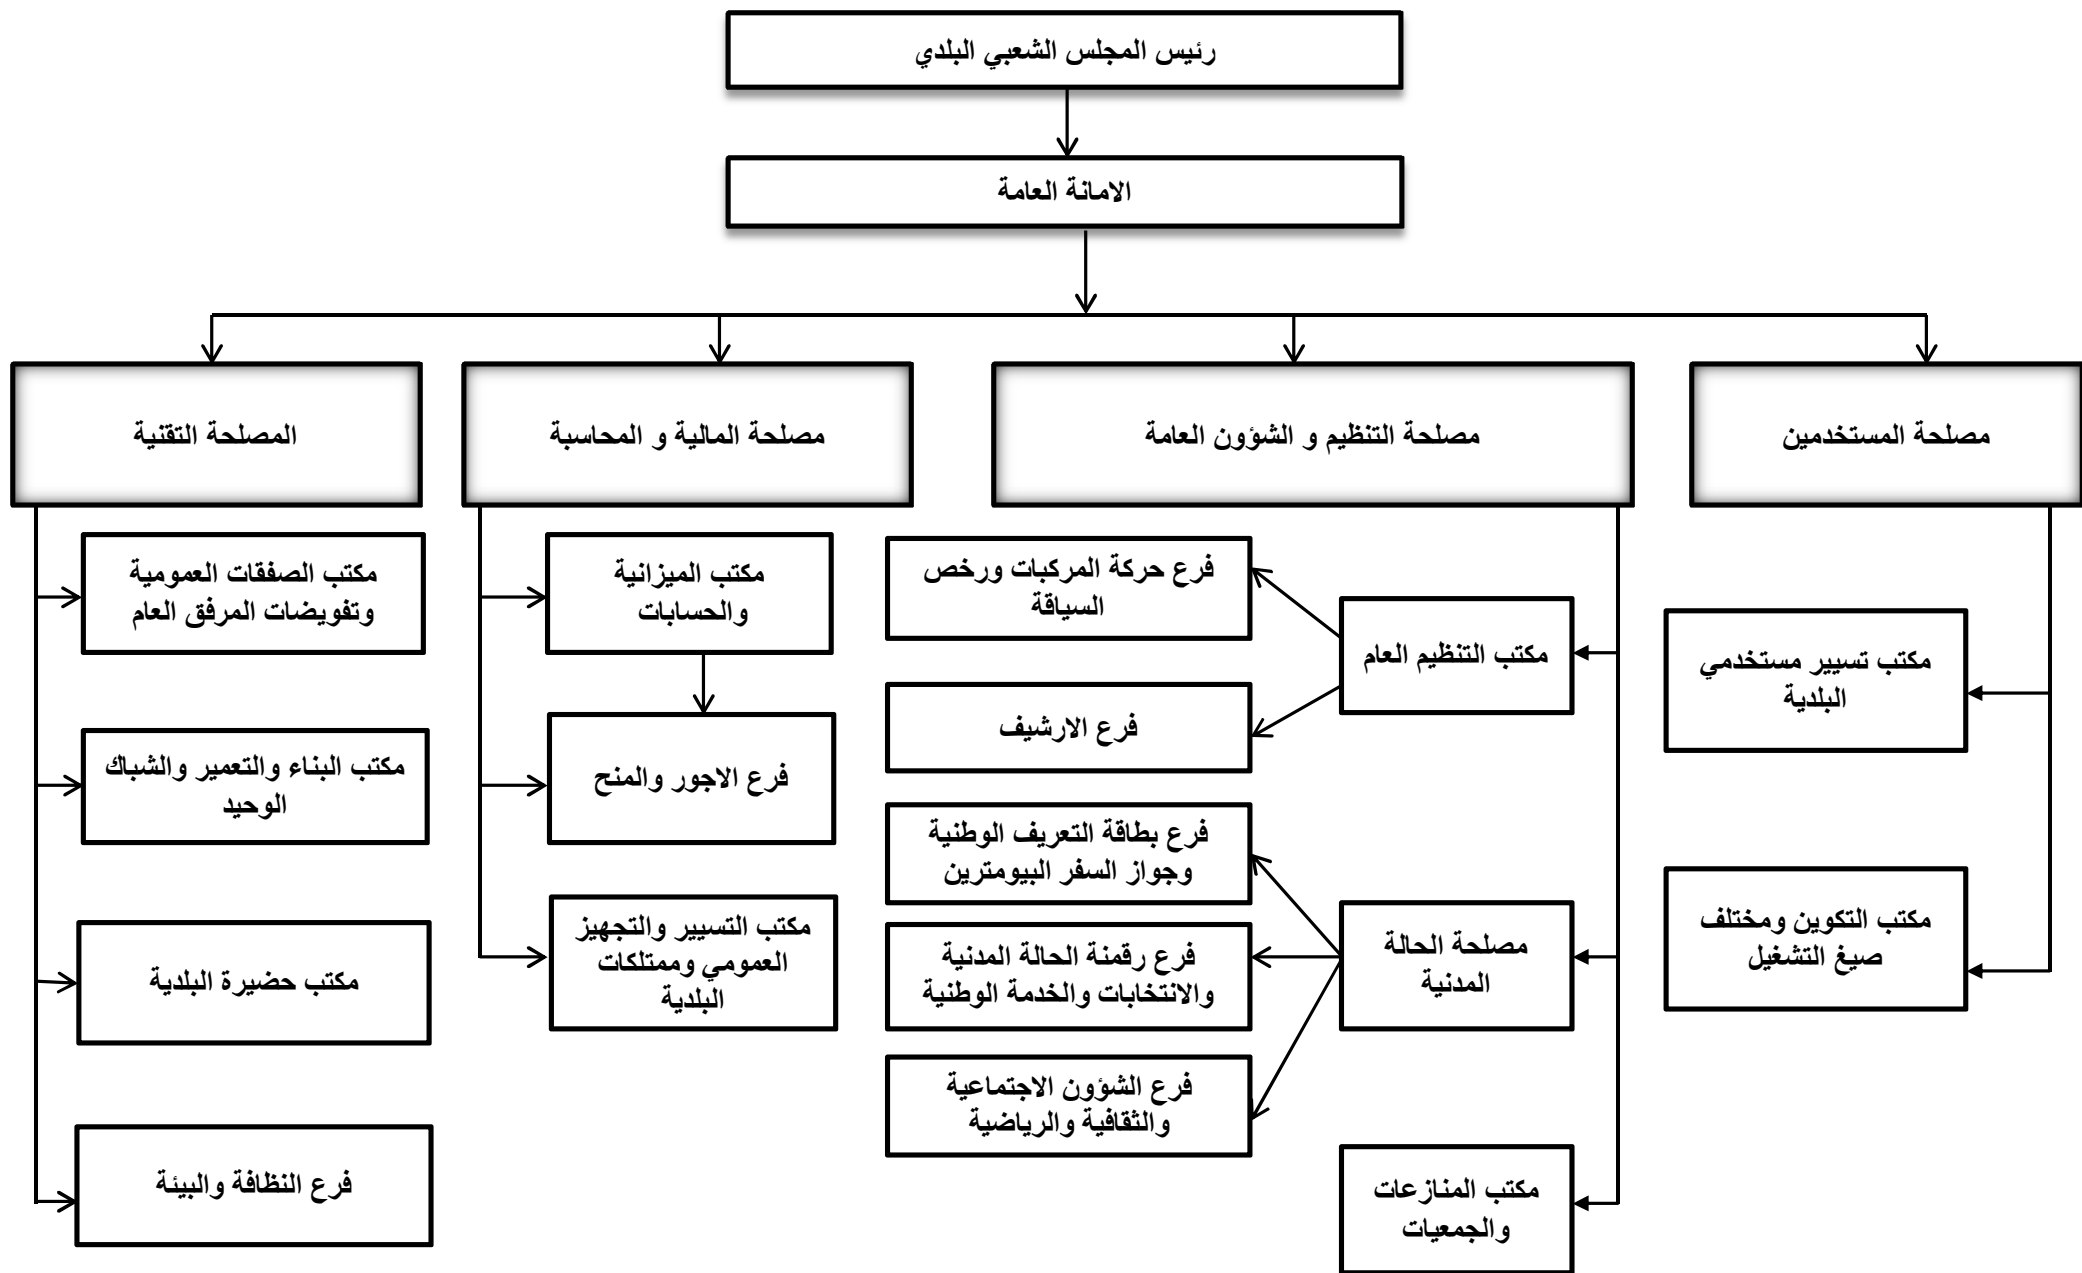 رئيس المجلس الشعبي البلدي
الامانة العامة
مصلحة المستخدمين
مصلحة التنظيم و الشؤون العامة
مصلحة المالية و المحاسبة
المصلحة التقنية
مكتب تسيير مستخدمي
البلدية
مكتب التكوين ومختلف
صيغ التشغيل
مكتب التنظيم العام
فرع حركة المركبات ورخص
السياقة
فرع الارشيف
مصلحة الحالة
المدنية
فرع بطاقة التعريف الوطنية
وجواز السفر البيومترين
فرع رقمنة الحالة المدنية
والانتخابات والخدمة الوطنية
فرع الشؤون الاجتماعية
والثقافية والرياضية
مكتب المنازعات
والجمعيات
مكتب الميزانية
والحسابات
فرع الاجور والمنح
مكتب التسيير والتجهيز
العمومي وممتلكات
البلدية
مكتب الصفقات العمومية
وتفويضات المرفق العام
مكتب البناء والتعمير والشباك
الوحيد
مكتب حضيرة البلدية
فرع النظافة والبيئة